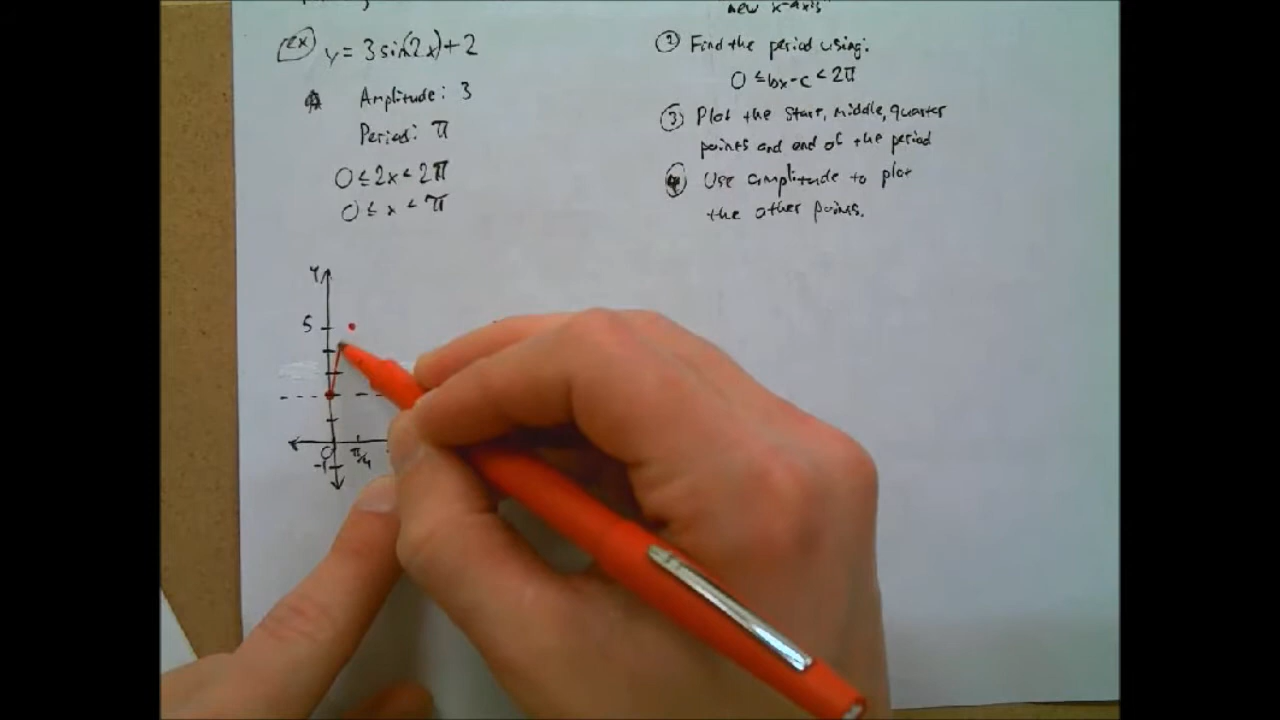 new x-axis"
ex y = 3 sin(2x) + 2
Amplitude: 3
Period: π
0 ≤ 2x < 2π
0 ≤ x < π
② Find the period using:
0 ≤ bx-c < 2π
③ Plot the start, middle, quarter
points and end of the period
④ Use amplitude to plot
the other points.
y
5
0 π/4
-1